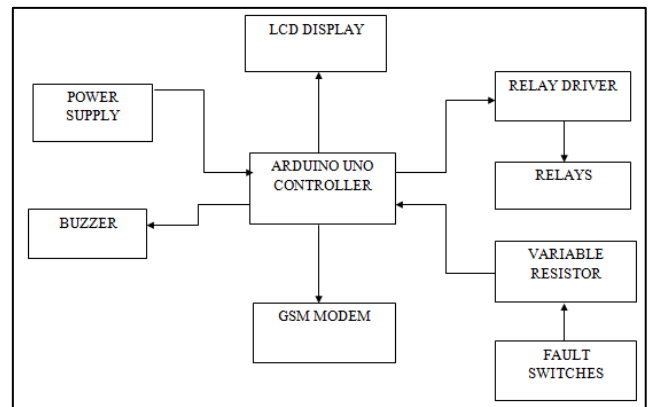 LCD DISPLAY
POWER
SUPPLY
RELAY DRIVER
ARDUINO UNO
CONTROLLER
RELAYS
BUZZER
VARIABLE
RESISTOR
GSM MODEM
FAULT
SWITCHES